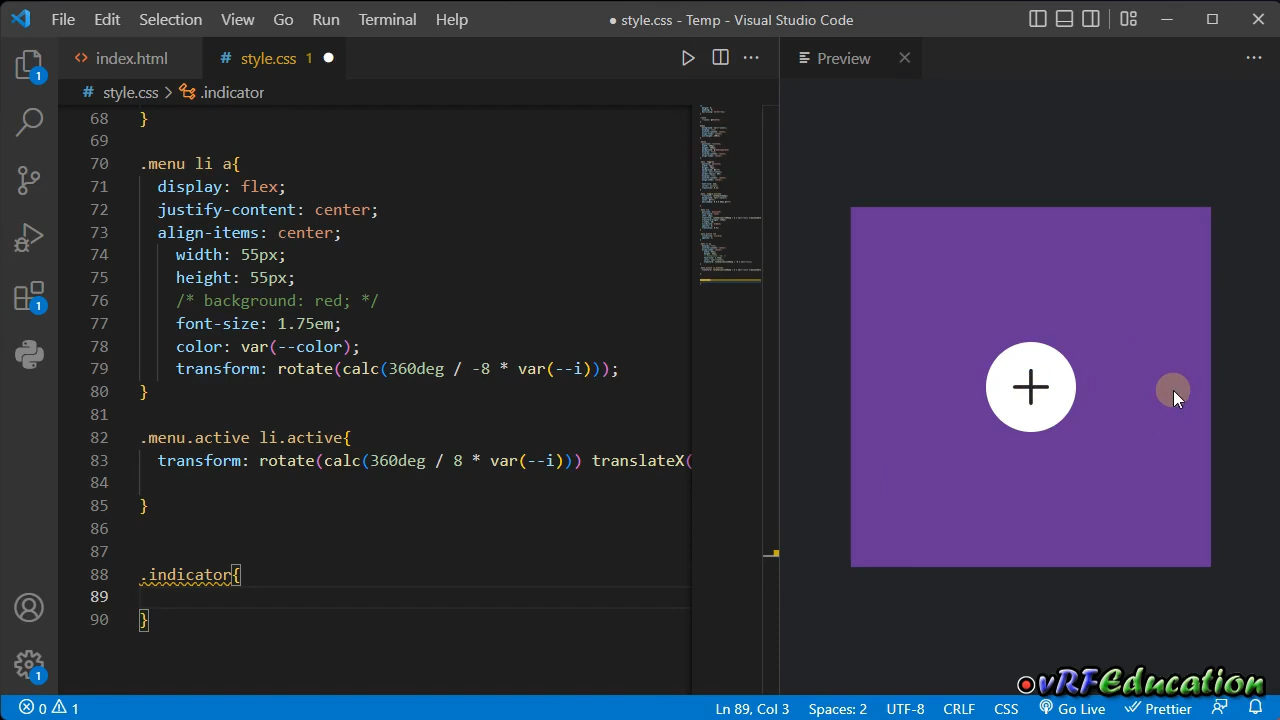 File Edit Selection View Go Run Terminal Help ● style.css - Temp - Visual Studio Code
index.html # style.css 1 Preview
# style.css > .indicator
68 }
69
70 .menu li a{
71 display: flex;
72 justify-content: center;
73 align-items: center;
74 width: 55px;
75 height: 55px;
76 /* background: red; */
77 font-size: 1.75em;
78 color: var(--color);
79 transform: rotate(calc(360deg / -8 * var(--i)));
80 }
81
82 .menu.active li.active{
83 transform: rotate(calc(360deg / 8 * var(--i))) translateX(
84
85 }
86
87
88 .indicator{
89
90 }
1
1
1
vRFEducation
0 1 Ln 89, Col 3 Spaces: 2 UTF-8 CRLF CSS Go Live Prettier